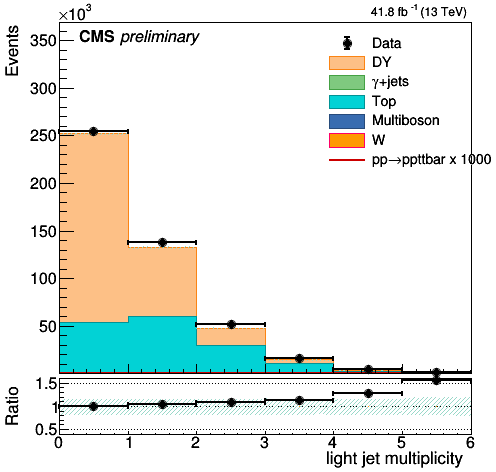 ×10³
41.8 fb⁻¹ (13 TeV)
CMS preliminary
Events
350
300
250
200
150
100
50
Data
DY
γ+jets
Top
Multiboson
W
pp→ppttbar x 1000
Ratio
1.5
1
0.5
0 1 2 3 4 5 6
light jet multiplicity